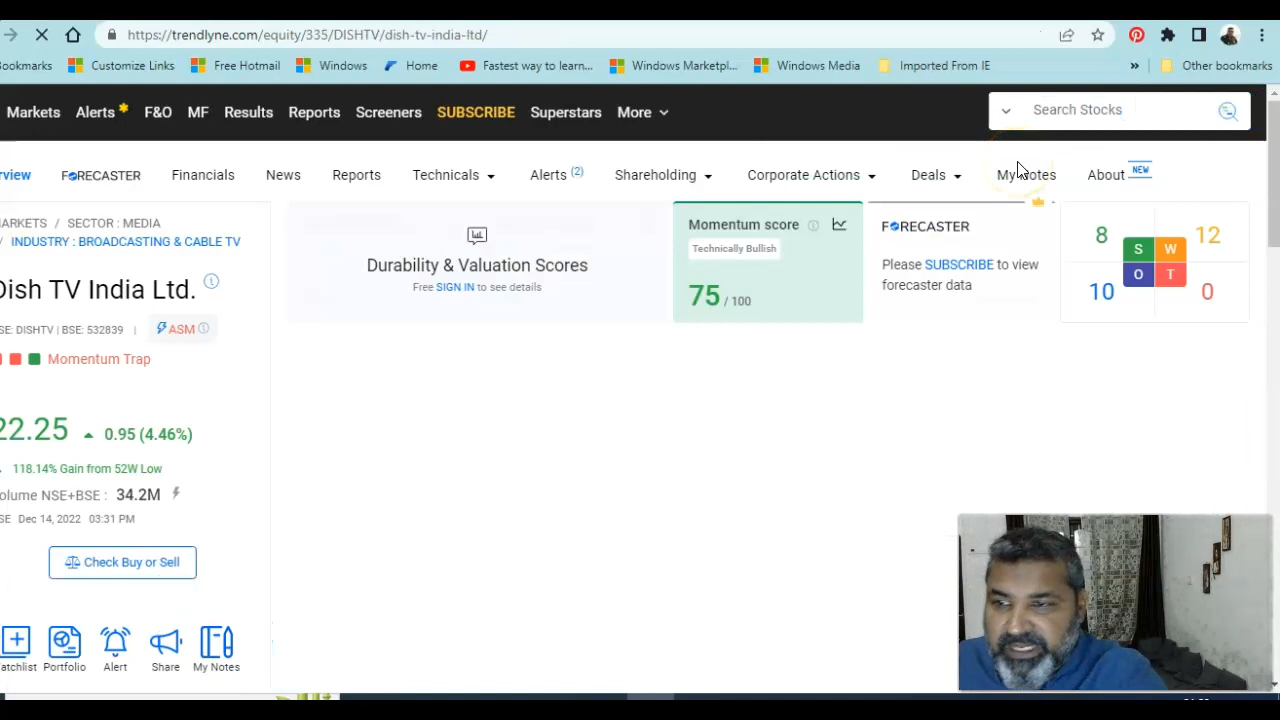 https://trendlyne.com/equity/335/DISHTV/dish-tv-india-ltd/
Bookmarks Customize Links Free Hotmail Windows Home Fastest way to learn... Windows Marketpl... Windows Media Imported From IE » Other bookmarks
Markets Alerts F&O MF Results Reports Screeners SUBSCRIBE Superstars More Search Stocks
rview FORECASTER Financials News Reports Technicals Alerts (2) Shareholding Corporate Actions Deals My Notes About NEW
ARKETS / SECTOR : MEDIA
/ INDUSTRY : BROADCASTING & CABLE TV
Dish TV India Ltd.
SE: DISHTV | BSE: 532839 | ASM
Momentum Trap
22.25 0.95 (4.46%)
118.14% Gain from 52W Low
olume NSE+BSE : 34.2M
SE Dec 14, 2022 03:31 PM
Check Buy or Sell
atchlist Portfolio Alert Share My Notes
Durability & Valuation Scores
Free SIGN IN to see details
Momentum score
Technically Bullish
75 / 100
FORECASTER
Please SUBSCRIBE to view
forecaster data
8 S W 12
10 O T 0